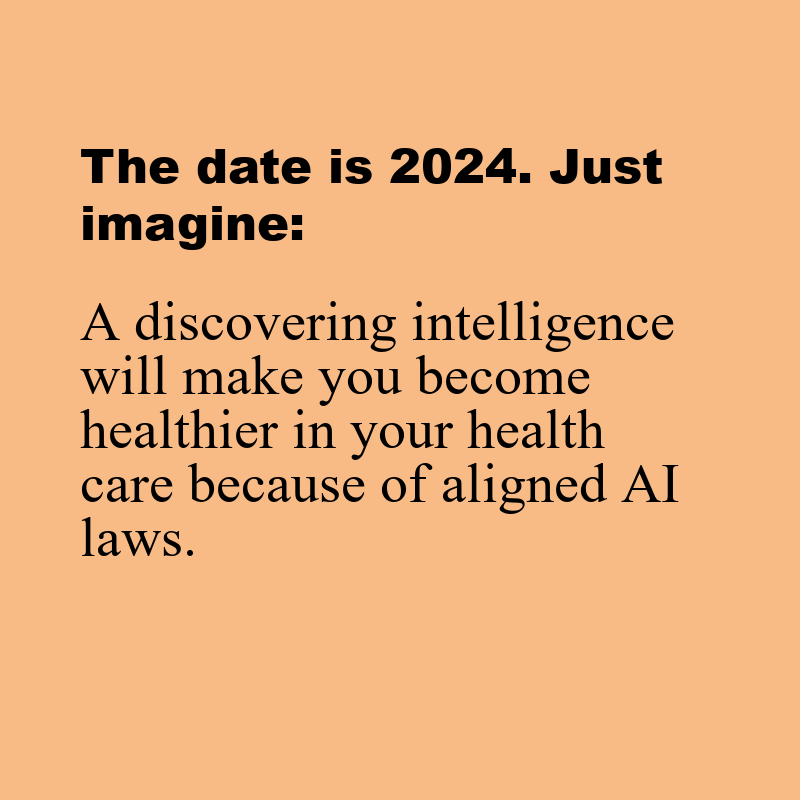 The date is 2024. Just
imagine:
A discovering intelligence
will make you become
healthier in your health
care because of aligned AI
laws.